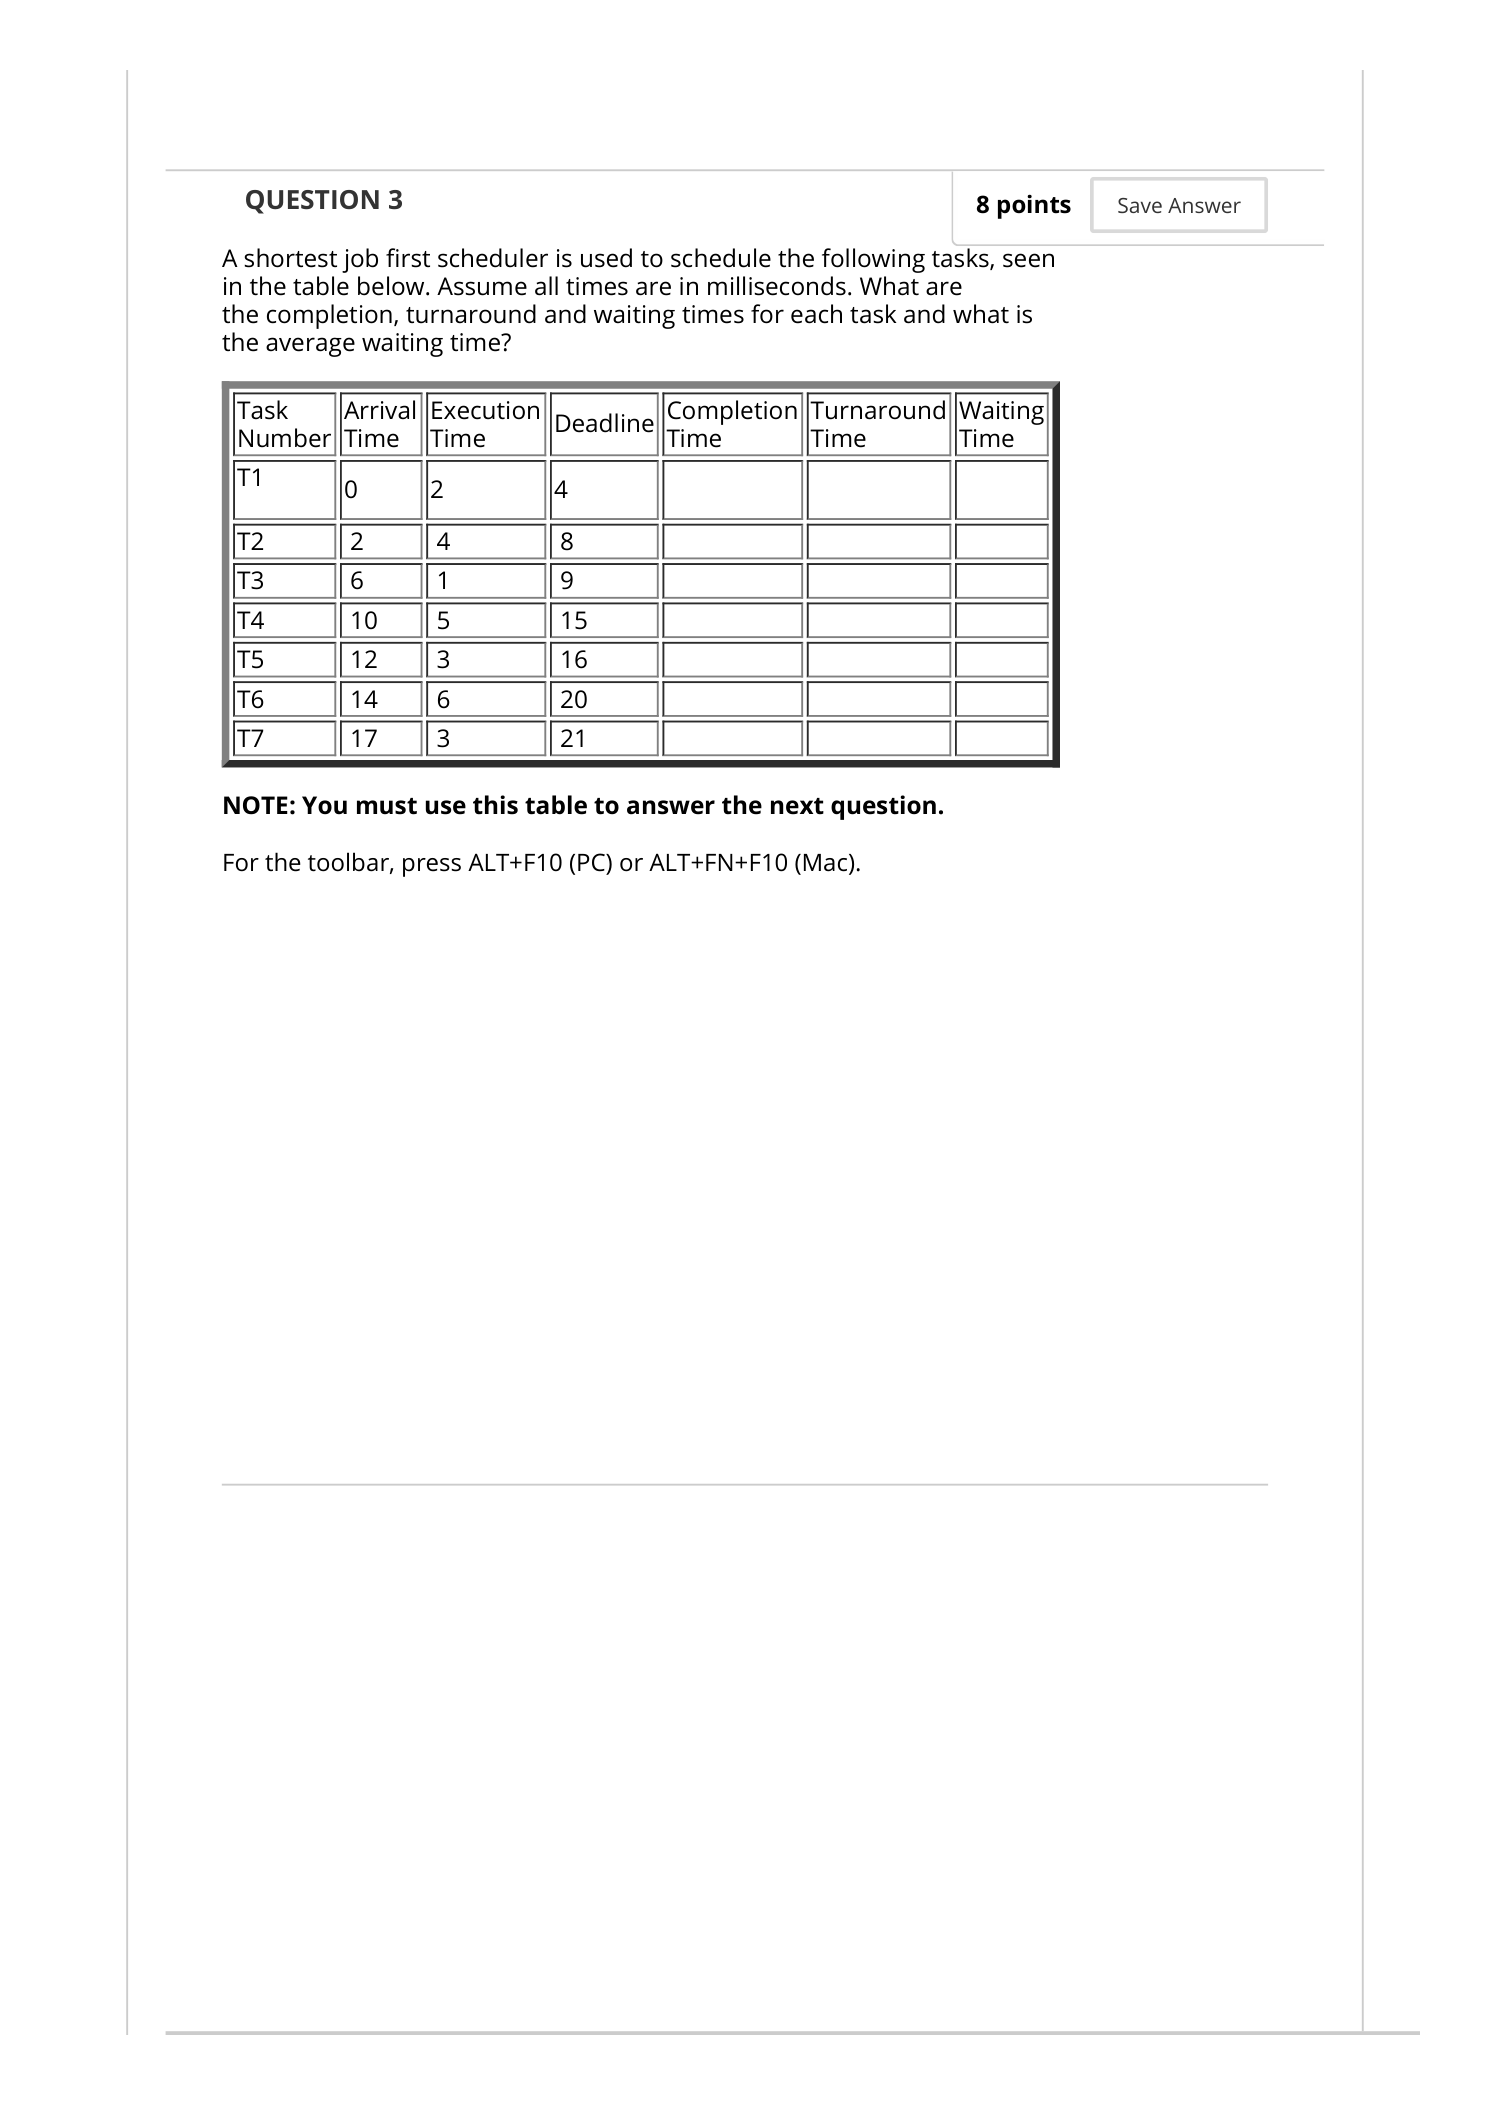 QUESTION 3
8 points
Save Answer
A shortest job first scheduler is used to schedule the following tasks, seen
in the table below. Assume all times are in milliseconds. What are
the completion, turnaround and waiting times for each task and what is
the average waiting time?
Task Number Arrival Time Execution Time Deadline Completion Time Turnaround Time Waiting Time
T1 0 2 4
T2 2 4 8
T3 6 1 9
T4 10 5 15
T5 12 3 16
T6 14 6 20
T7 17 3 21
NOTE: You must use this table to answer the next question.
For the toolbar, press ALT+F10 (PC) or ALT+FN+F10 (Mac).